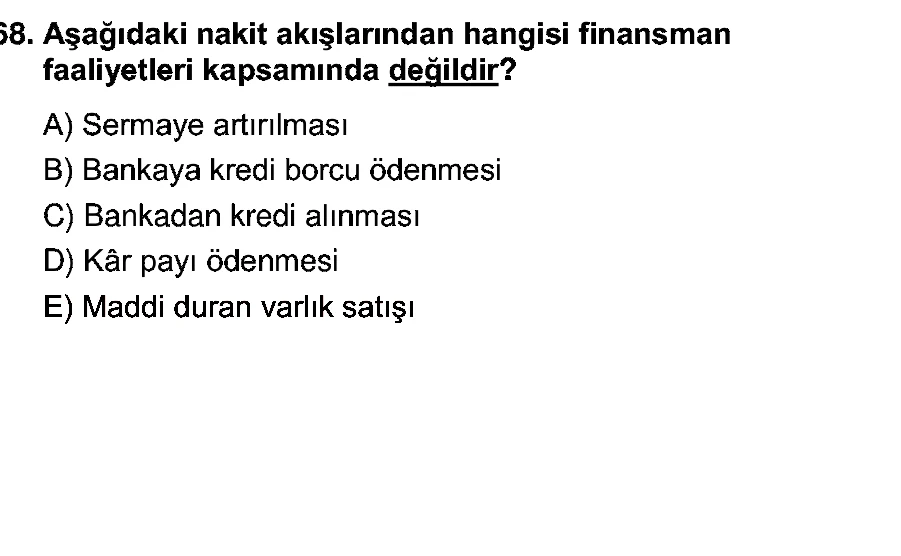 68. Aşağıdaki nakit akışlarından hangisi finansman
faaliyetleri kapsamında değildir?
A) Sermaye artırılması
B) Bankaya kredi borcu ödenmesi
C) Bankadan kredi alınması
D) Kâr payı ödenmesi
E) Maddi duran varlık satışı